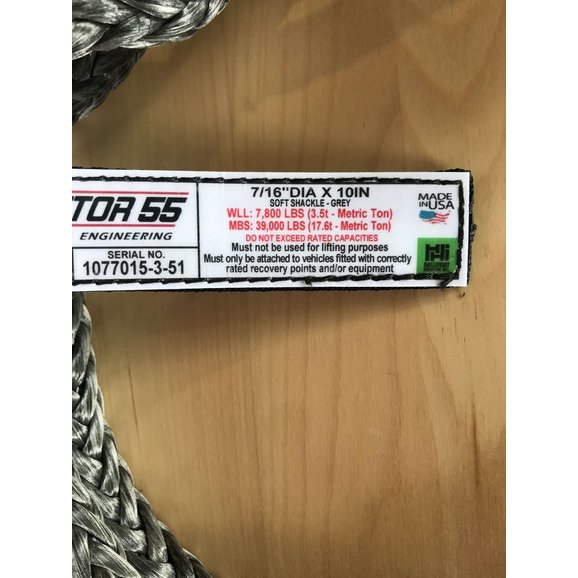 TOR 55
ENGINEERING
SERIAL NO.
1077015-3-51
7/16"DIA X 10IN
SOFT SHACKLE - GREY
WLL: 7,800 LBS (3.5t - Metric Ton)
MBS: 39,000 LBS (17.6t - Metric Ton)
DO NOT EXCEED RATED CAPACITIES
Must not be used for lifting purposes
Must only be attached to vehicles fitted with correctly
rated recovery points and/or equipment
MADE
IN USA